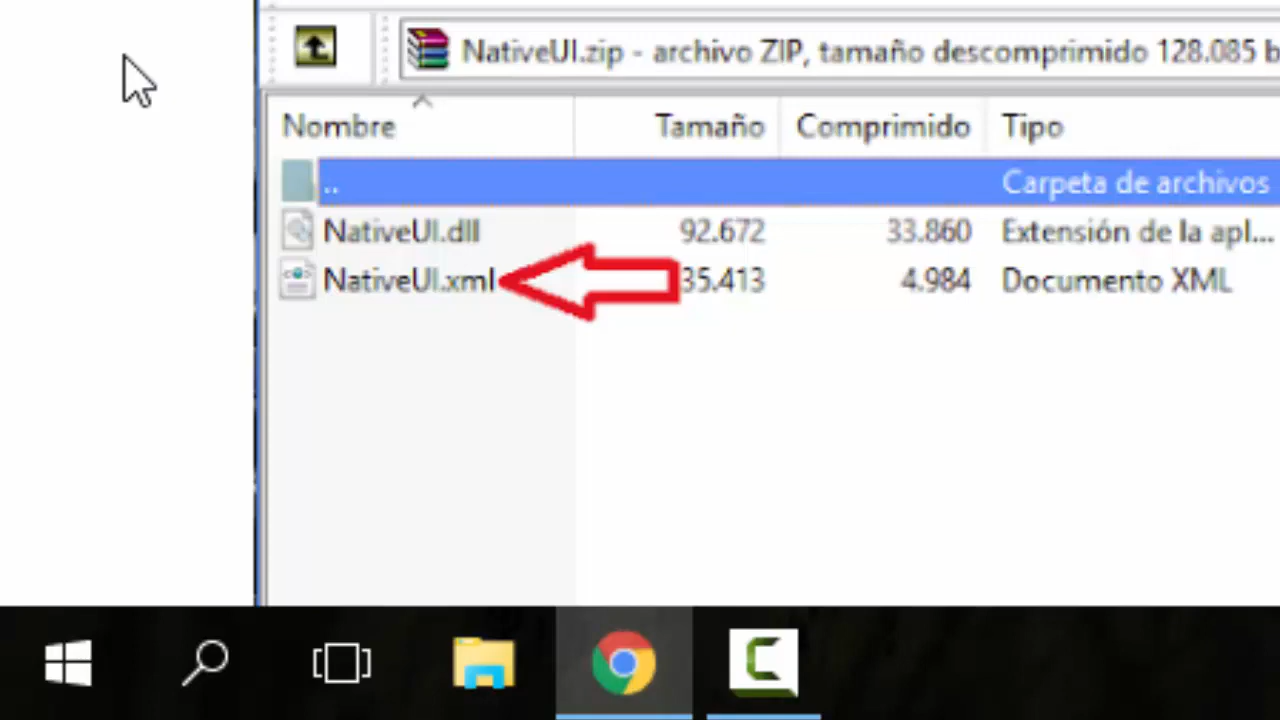 NativeUI.zip - archivo ZIP, tamaño descomprimido 128.085 b
Nombre Tamaño Comprimido Tipo
.. Carpeta de archivos
NativeUI.dll 92.672 33.860 Extensión de la apl...
NativeUI.xml 35.413 4.984 Documento XML